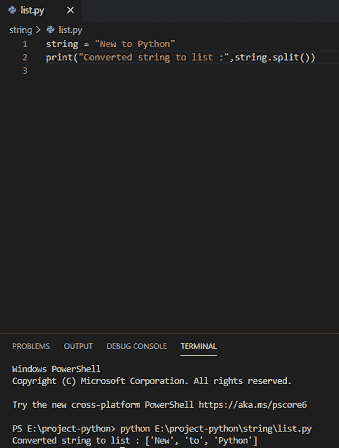 list.py ×
string > list.py
1 string = "New to Python"
2 print("Converted string to list :",string.split())
3
PROBLEMS OUTPUT DEBUG CONSOLE TERMINAL
Windows PowerShell
Copyright (C) Microsoft Corporation. All rights reserved.
Try the new cross-platform PowerShell https://aka.ms/pscore6
PS E:\project-python> python E:\project-python\string\list.py
Converted string to list : ['New', 'to', 'Python']